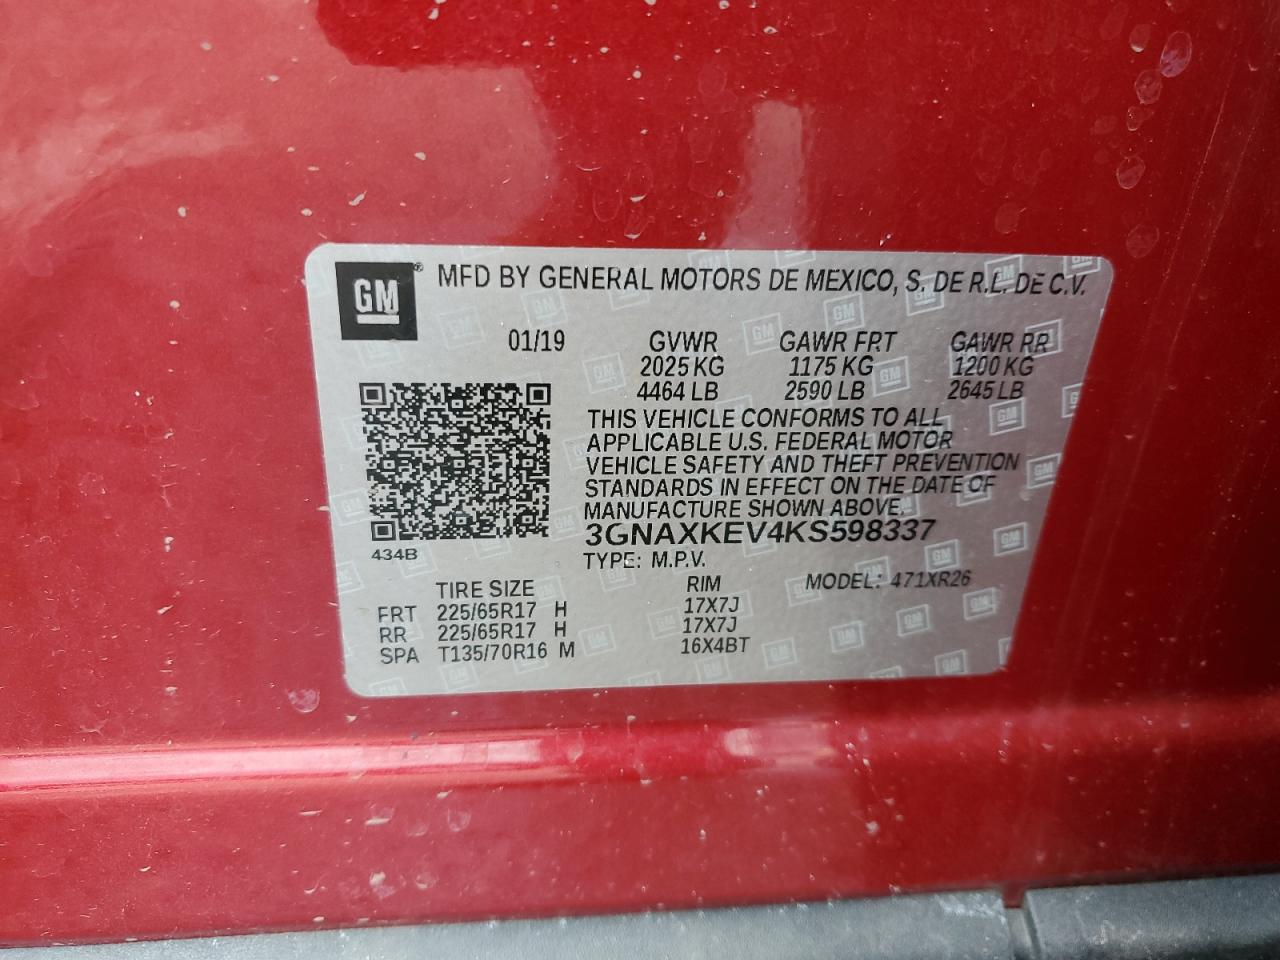 GM® MFD BY GENERAL MOTORS DE MEXICO, S. DE R.L. DE C.V.
01/19 GVWR GAWR FRT GAWR RR
2025 KG 1175 KG 1200 KG
4464 LB 2590 LB 2645 LB
THIS VEHICLE CONFORMS TO ALL
APPLICABLE U.S. FEDERAL MOTOR
VEHICLE SAFETY AND THEFT PREVENTION
STANDARDS IN EFFECT ON THE DATE OF
MANUFACTURE SHOWN ABOVE.
3GNAXKEV4KS598337
434B
TYPE: M.P.V.
TIRE SIZE RIM MODEL: 471XR26
FRT 225/65R17 H 17X7J
RR 225/65R17 H 17X7J
SPA T135/70R16 M 16X4BT